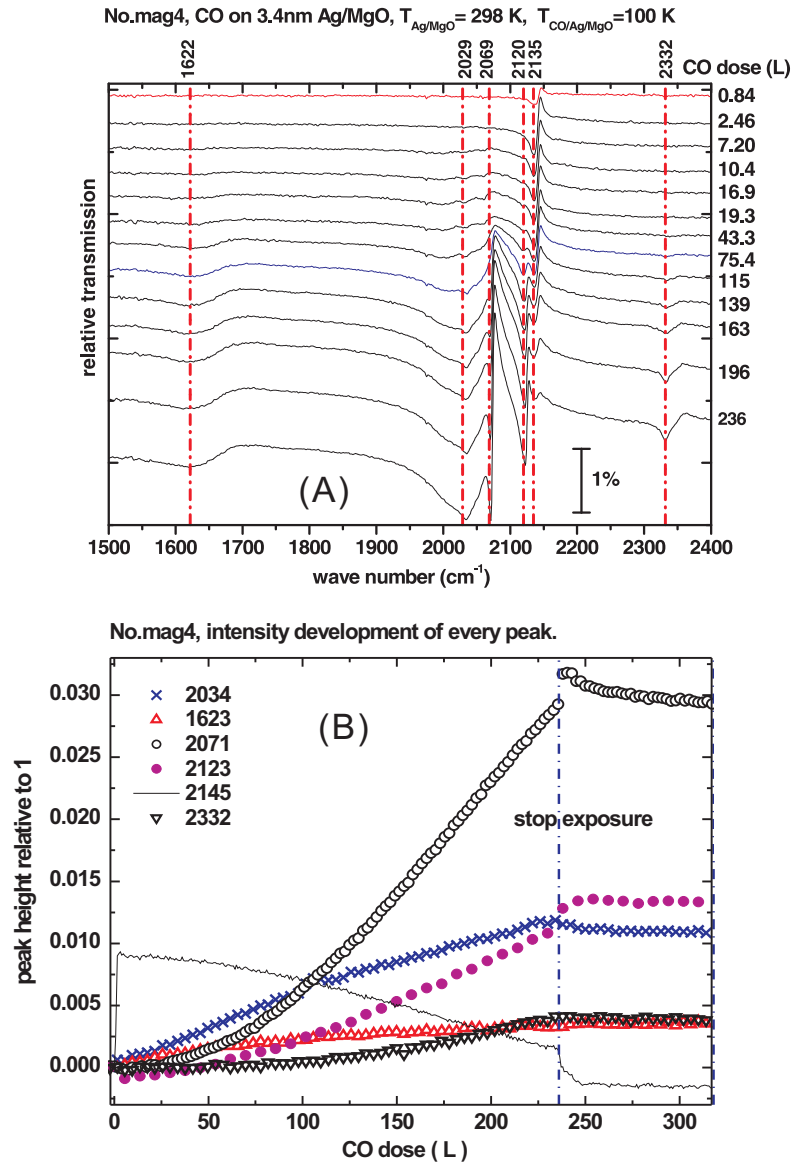 No.mag4, CO on 3.4nm Ag/MgO, T Ag/MgO = 298 K, T CO/Ag/MgO =100 K
1622
2029
2069
2120
2135
2332
CO dose (L)
0.84
2.46
7.20
10.4
16.9
19.3
43.3
75.4
115
139
163
196
236
relative transmission
(A)
1%
1500 1600 1700 1800 1900 2000 2100 2200 2300 2400
wave number (cm-1)
No.mag4, intensity development of every peak.
0.030
0.025
0.020
0.015
0.010
0.005
0.000
peak height relative to 1
2034
1623
2071
2123
2145
2332
(B)
stop exposure
0 50 100 150 200 250 300
CO dose ( L )